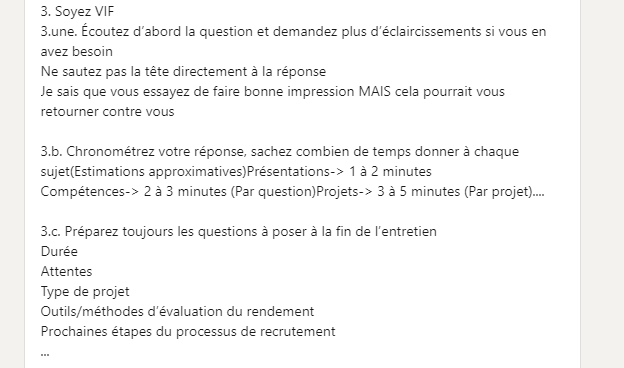 3. Soyez VIF
3.une. Écoutez d’abord la question et demandez plus d’éclaircissements si vous en
avez besoin
Ne sautez pas la tête directement à la réponse
Je sais que vous essayez de faire bonne impression MAIS cela pourrait vous
retourner contre vous
3.b. Chronométrez votre réponse, sachez combien de temps donner à chaque
sujet(Estimations approximatives)Présentations-> 1 à 2 minutes
Compétences-> 2 à 3 minutes (Par question)Projets-> 3 à 5 minutes (Par projet)....
3.c. Préparez toujours les questions à poser à la fin de l’entretien
Durée
Attentes
Type de projet
Outils/méthodes d’évaluation du rendement
Prochaines étapes du processus de recrutement
...